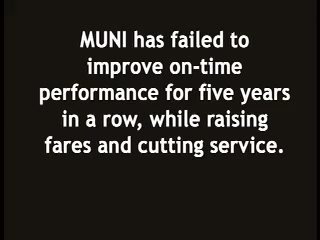 MUNI has failed to
improve on-time
performance for five years
in a row, while raising
fares and cutting service.